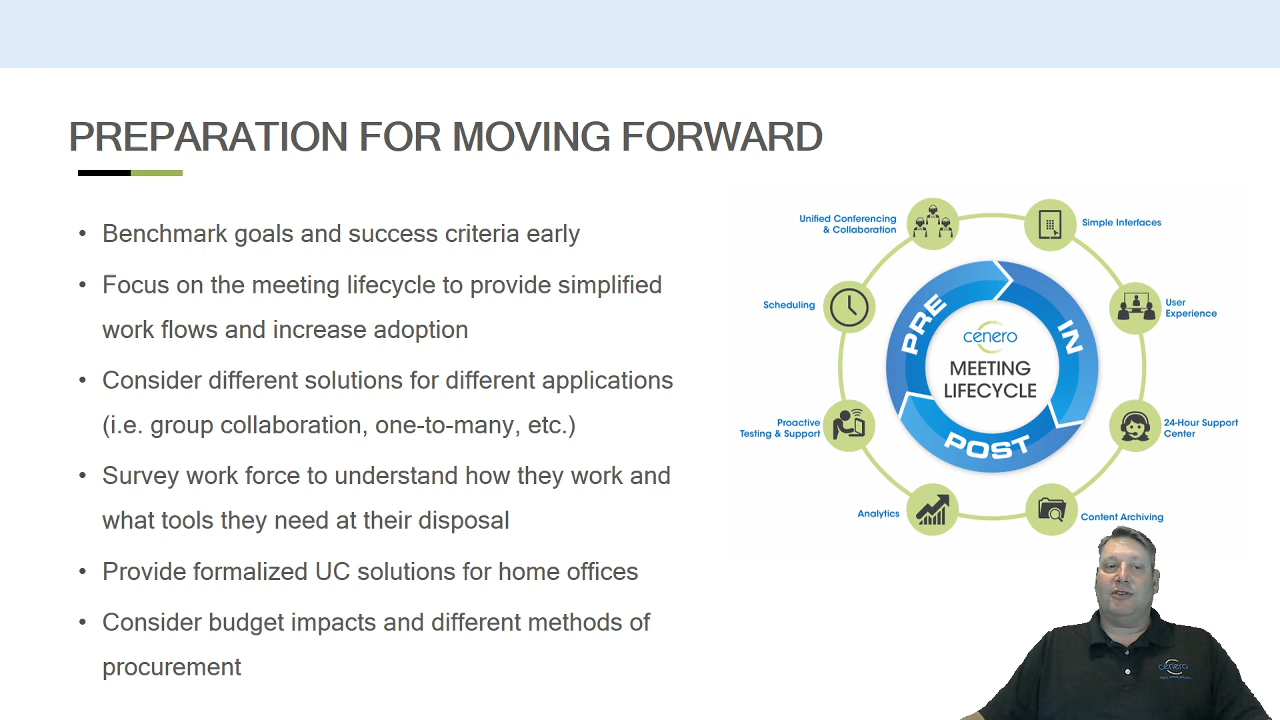 PREPARATION FOR MOVING FORWARD
• Benchmark goals and success criteria early
• Focus on the meeting lifecycle to provide simplified
work flows and increase adoption
• Consider different solutions for different applications
(i.e. group collaboration, one-to-many, etc.)
• Survey work force to understand how they work and
what tools they need at their disposal
• Provide formalized UC solutions for home offices
• Consider budget impacts and different methods of
procurement
Unified Conferencing
& Collaboration
Simple Interfaces
Scheduling
User
Experience
PRE
IN
POST
cenero
MEETING
LIFECYCLE
Proactive
Testing & Support
24-Hour Support
Center
Analytics
Content Archiving
cenero